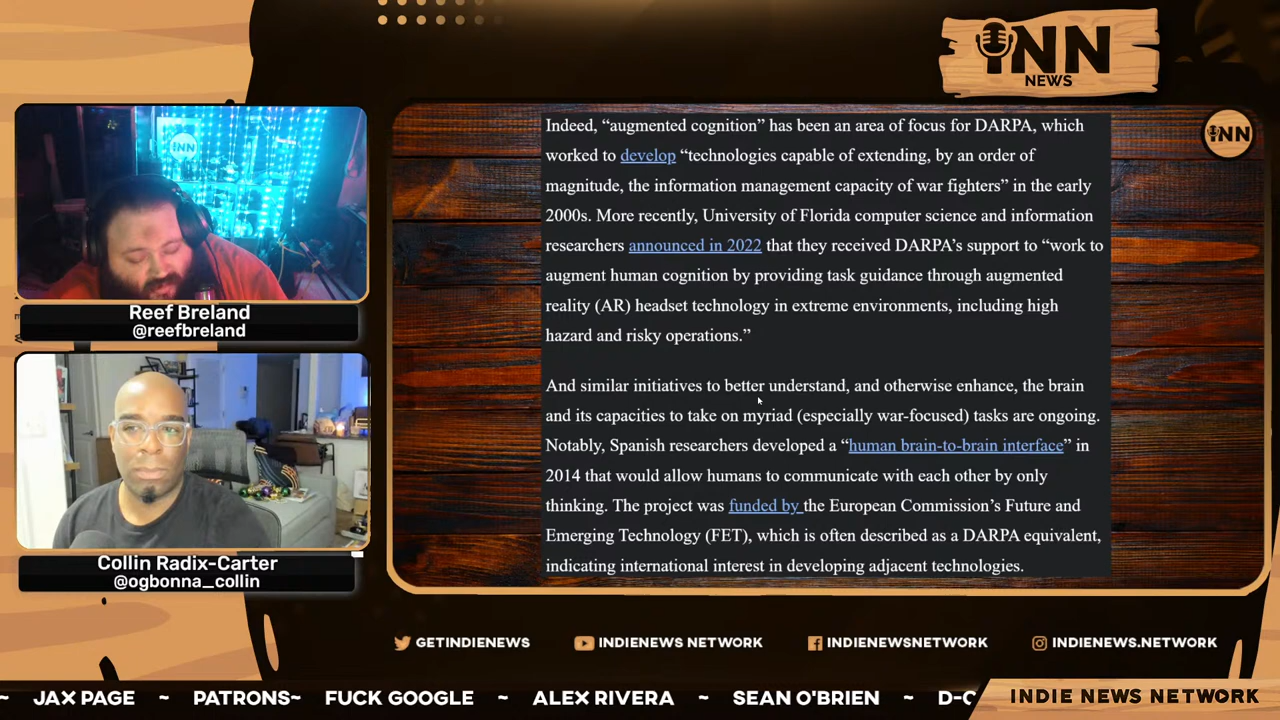 INN
NEWS
INN
INN
Indeed, “augmented cognition” has been an area of focus for DARPA, which
worked to develop “technologies capable of extending, by an order of
magnitude, the information management capacity of war fighters” in the early
2000s. More recently, University of Florida computer science and information
researchers announced in 2022 that they received DARPA’s support to “work to
augment human cognition by providing task guidance through augmented
reality (AR) headset technology in extreme environments, including high
hazard and risky operations.”
And similar initiatives to better understand, and otherwise enhance, the brain
and its capacities to take on myriad (especially war-focused) tasks are ongoing.
Notably, Spanish researchers developed a “human brain-to-brain interface” in
2014 that would allow humans to communicate with each other by only
thinking. The project was funded by the European Commission’s Future and
Emerging Technology (FET), which is often described as a DARPA equivalent,
indicating international interest in developing adjacent technologies.
Reef Breland
@reefbreland
Collin Radix-Carter
@ogbonna_collin
GETINDIENEWS
INDIENEWS NETWORK
INDIENEWSNETWORK
INDIENEWS.NETWORK
~ JAX PAGE ~ PATRONS~ FUCK GOOGLE ~ ALEX RIVERA ~ SEAN O'BRIEN ~ D-
INDIE NEWS NETWORK